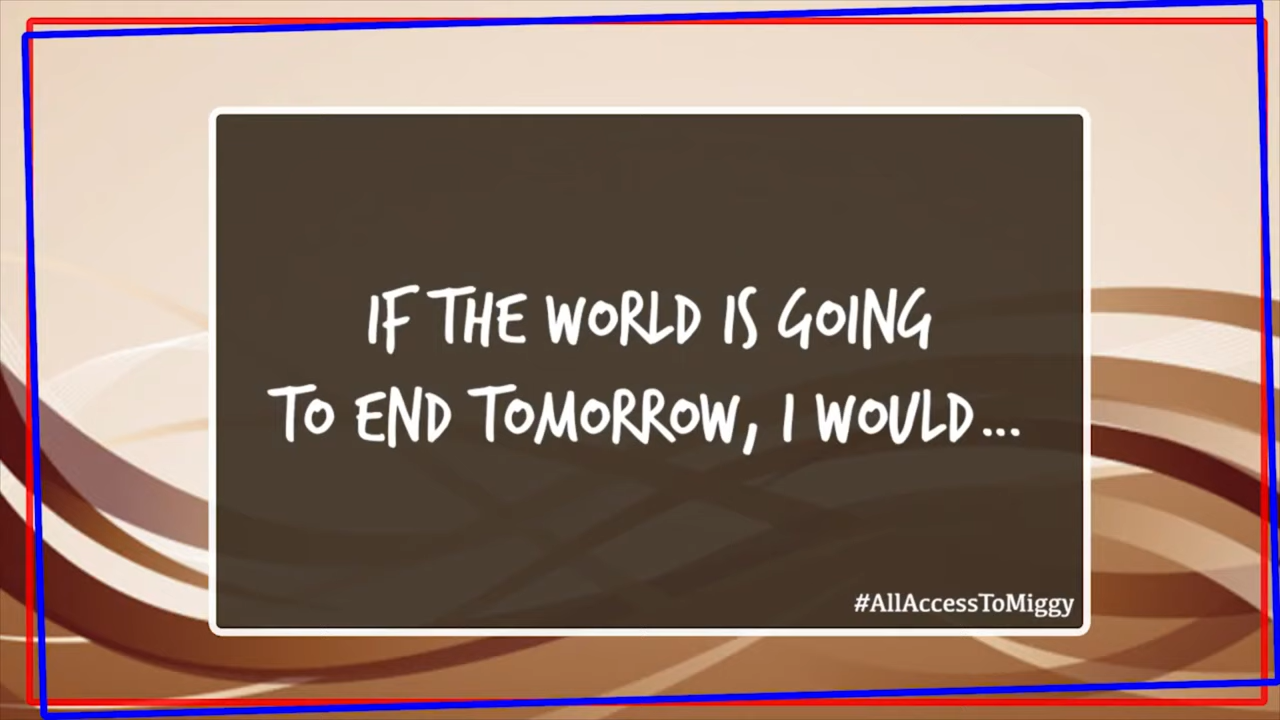 IF THE WORLD IS GOING
TO END TOMORROW, I WOULD...
#AllAccessToMiggy